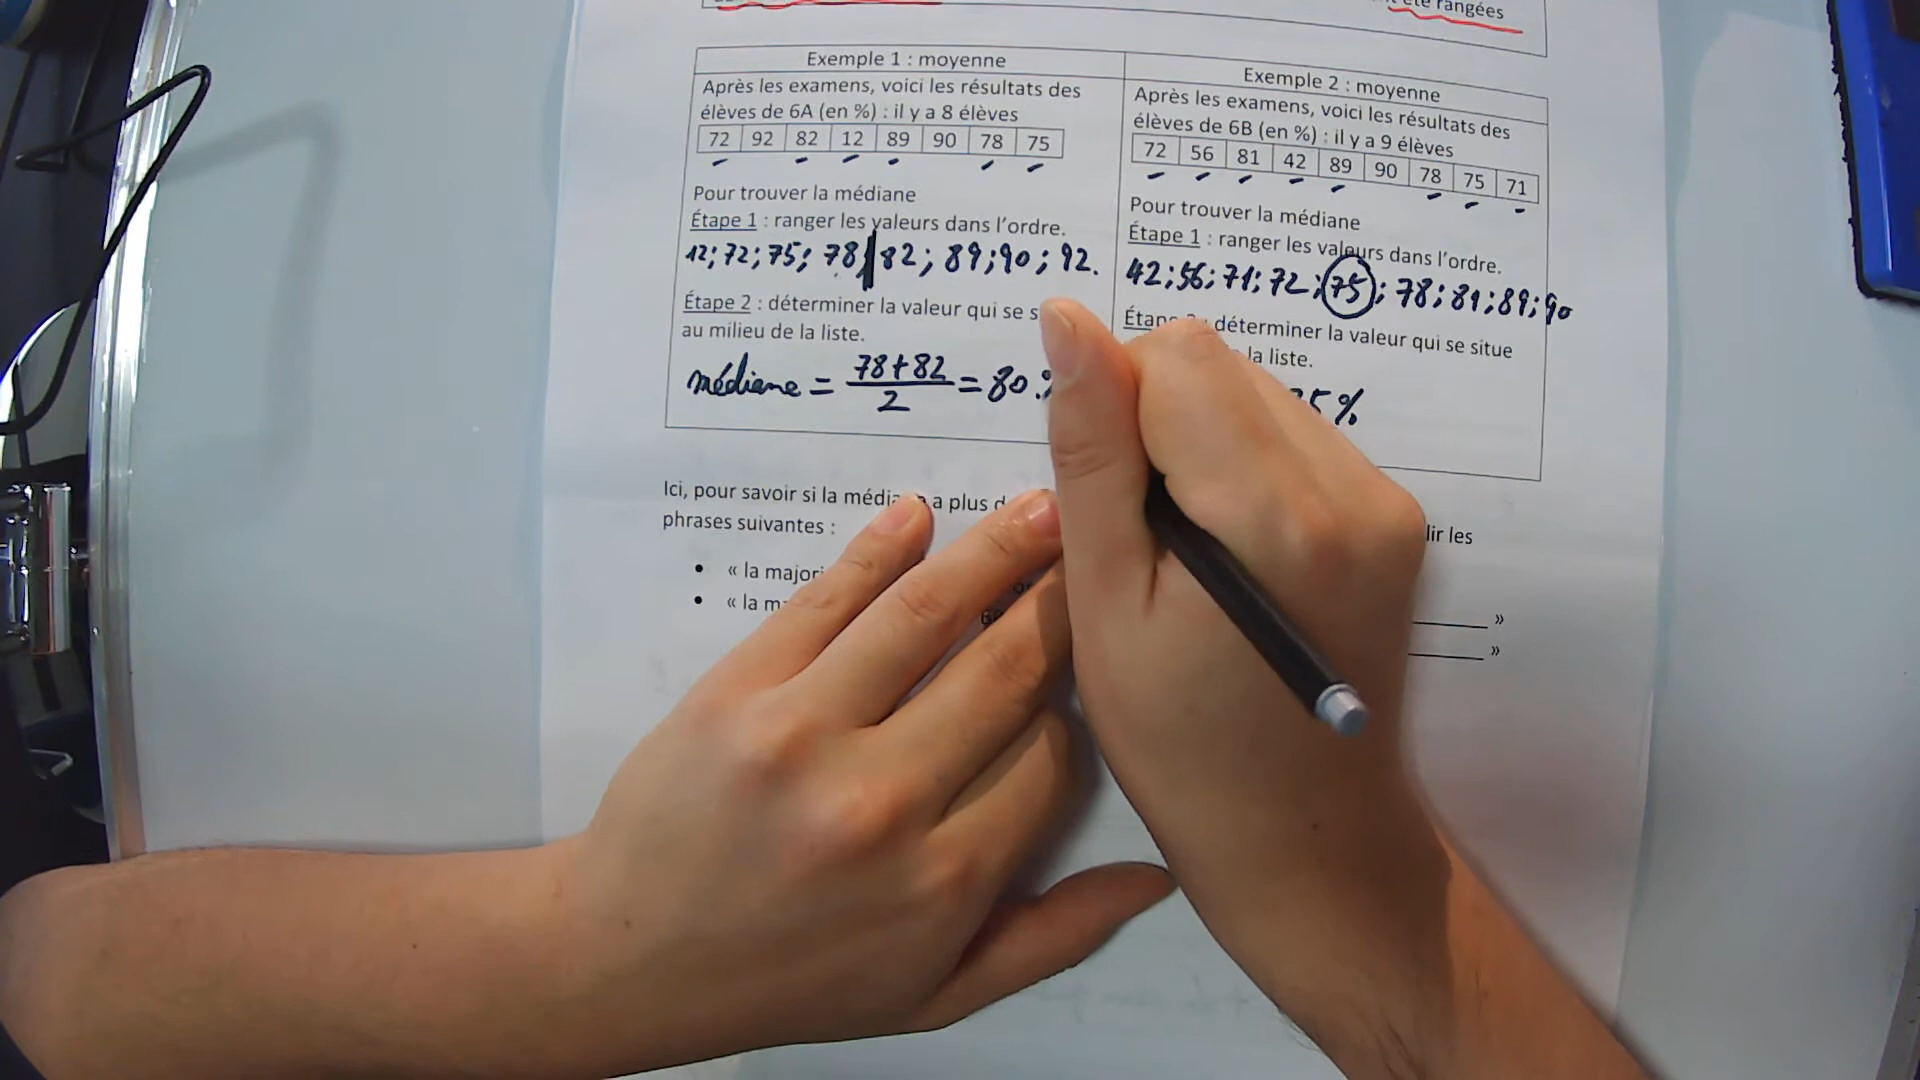 été rangées
Exemple 1 : moyenne
Après les examens, voici les résultats des
élèves de 6A (en %) : il y a 8 élèves
72 92 82 12 89 90 78 75
Pour trouver la médiane
Étape 1 : ranger les valeurs dans l'ordre.
12; 72; 75; 78; 82; 89; 90; 92.
Étape 2 : déterminer la valeur qui se s
au milieu de la liste.
médiane = 78+82 / 2 = 80 %
Exemple 2 : moyenne
Après les examens, voici les résultats des
élèves de 6B (en %) : il y a 9 élèves
72 56 81 42 89 90 78 75 71
Pour trouver la médiane
Étape 1 : ranger les valeurs dans l'ordre.
42; 56; 71; 72; 75; 78; 81; 89; 90
déterminer la valeur qui se situe
la liste.
5 %
Ici, pour savoir si la média a plus d lir les
phrases suivantes :
• « la majori ______ »
• « la m ______ »